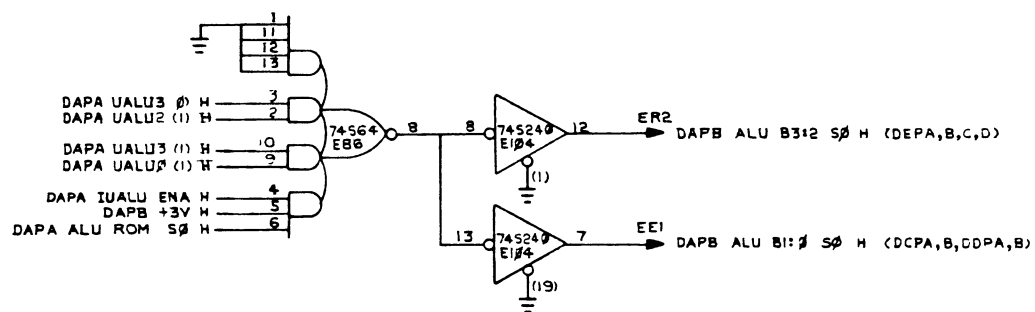 1
11
12
13
DAPA UALU3 Ø H 3
DAPA UALU2 (1) H 2
DAPA UALU3 (1) H 10
DAPA UALUØ (1) H 9
DAPA IUALU ENA H 4
DAPB +3V H 5
DAPA ALU ROM SØ H 6
74S64
E86
8
8
74S240
E1Ø4
12
ER2
DAPB ALU B3:2 SØ H (DEPA,B,C,D)
(1)
13
74S240
E1Ø4
7
EE1
DAPB ALU B1:Ø SØ H (DCPA,B,DDPA,B)
(19)